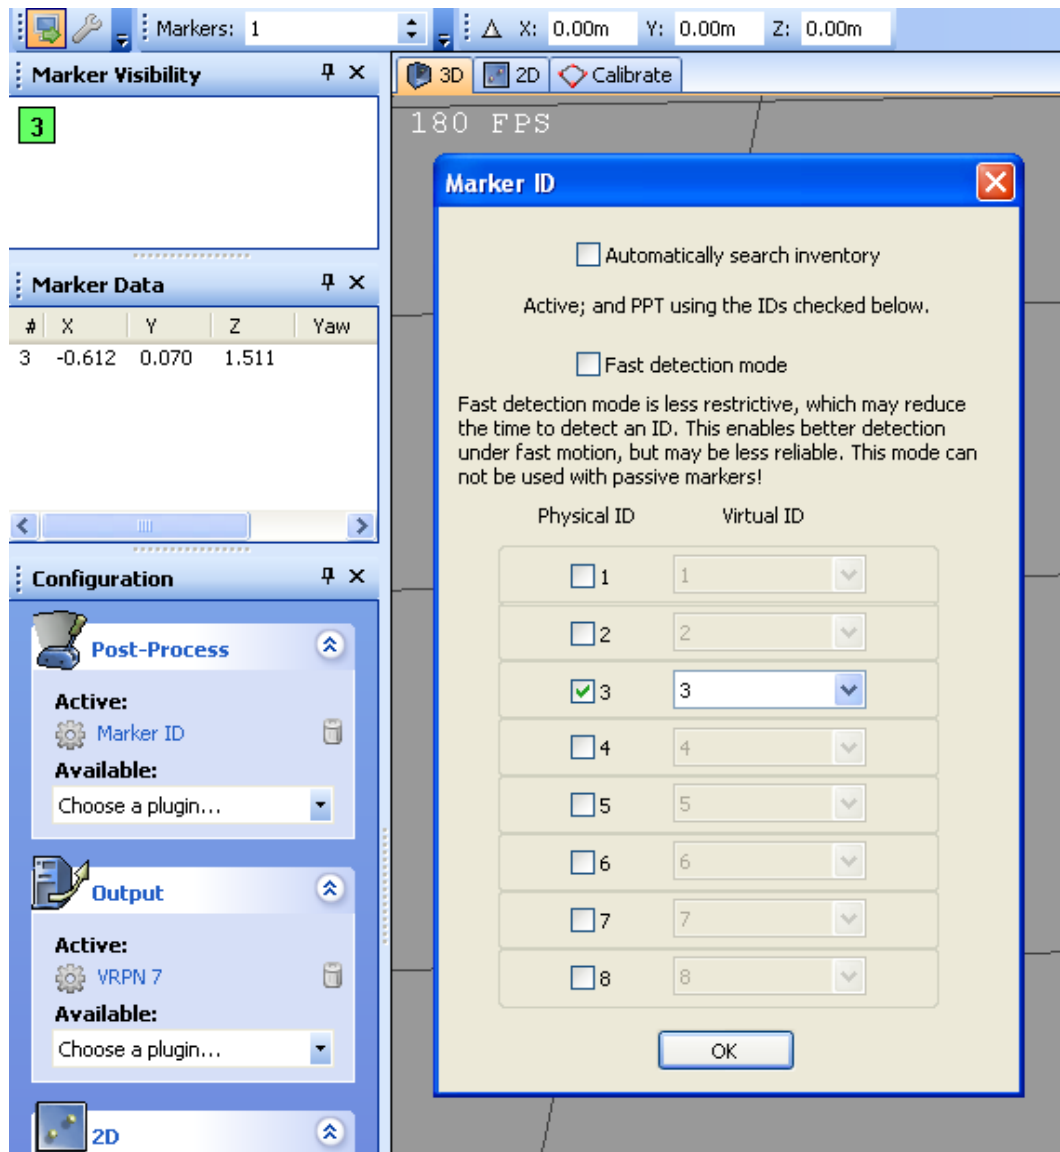 Markers: 1
X: 0.00m Y: 0.00m Z: 0.00m
Marker Visibility
3
3D 2D Calibrate
180 FPS
Marker Data
# X Y Z Yaw
3 -0.612 0.070 1.511
Configuration
Post-Process
Active:
Marker ID
Available:
Choose a plugin...
Output
Active:
VRPN 7
Available:
Choose a plugin...
2D
Marker ID
Automatically search inventory
Active; and PPT using the IDs checked below.
Fast detection mode
Fast detection mode is less restrictive, which may reduce
the time to detect an ID. This enables better detection
under fast motion, but may be less reliable. This mode can
not be used with passive markers!
Physical ID Virtual ID
1 1
2 2
3 3
4 4
5 5
6 6
7 7
8 8
OK